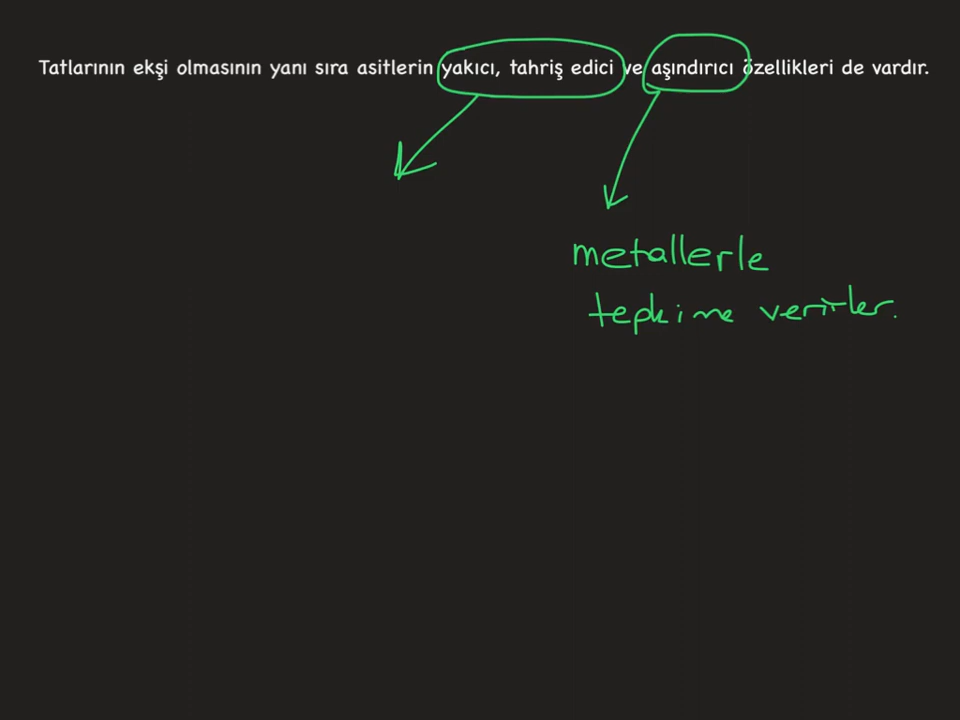 Tatlarının ekşi olmasının yanı sıra asitlerin yakıcı, tahriş edici ve aşındırıcı özellikleri de vardır.
metallerle
tepkime verirler.